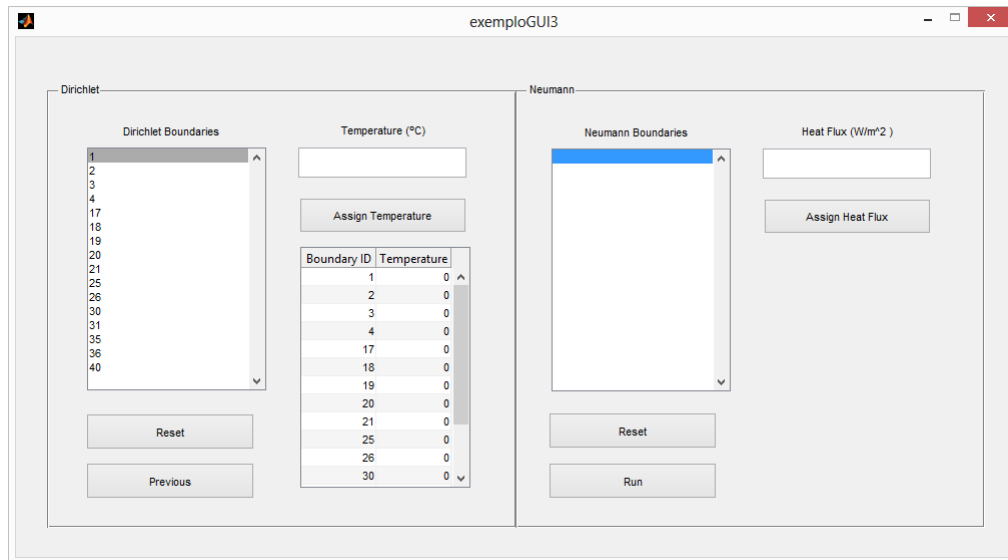 exemploGUI3
Dirichlet
Dirichlet Boundaries
1
2
3
4
17
18
19
20
21
25
26
30
31
35
36
40
Reset
Previous
Temperature (ºC)
Assign Temperature
Boundary ID Temperature
1 0
2 0
3 0
4 0
17 0
18 0
19 0
20 0
21 0
25 0
26 0
30 0
Neumann
Neumann Boundaries
Reset
Run
Heat Flux (W/m^2 )
Assign Heat Flux